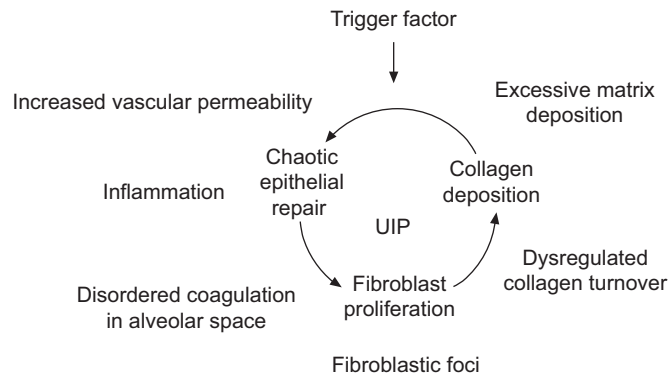 Trigger factor
Increased vascular permeability
Excessive matrix
deposition
Chaotic
epithelial
repair
Collagen
deposition
Inflammation
UIP
Dysregulated
collagen turnover
Disordered coagulation
in alveolar space
Fibroblast
proliferation
Fibroblastic foci